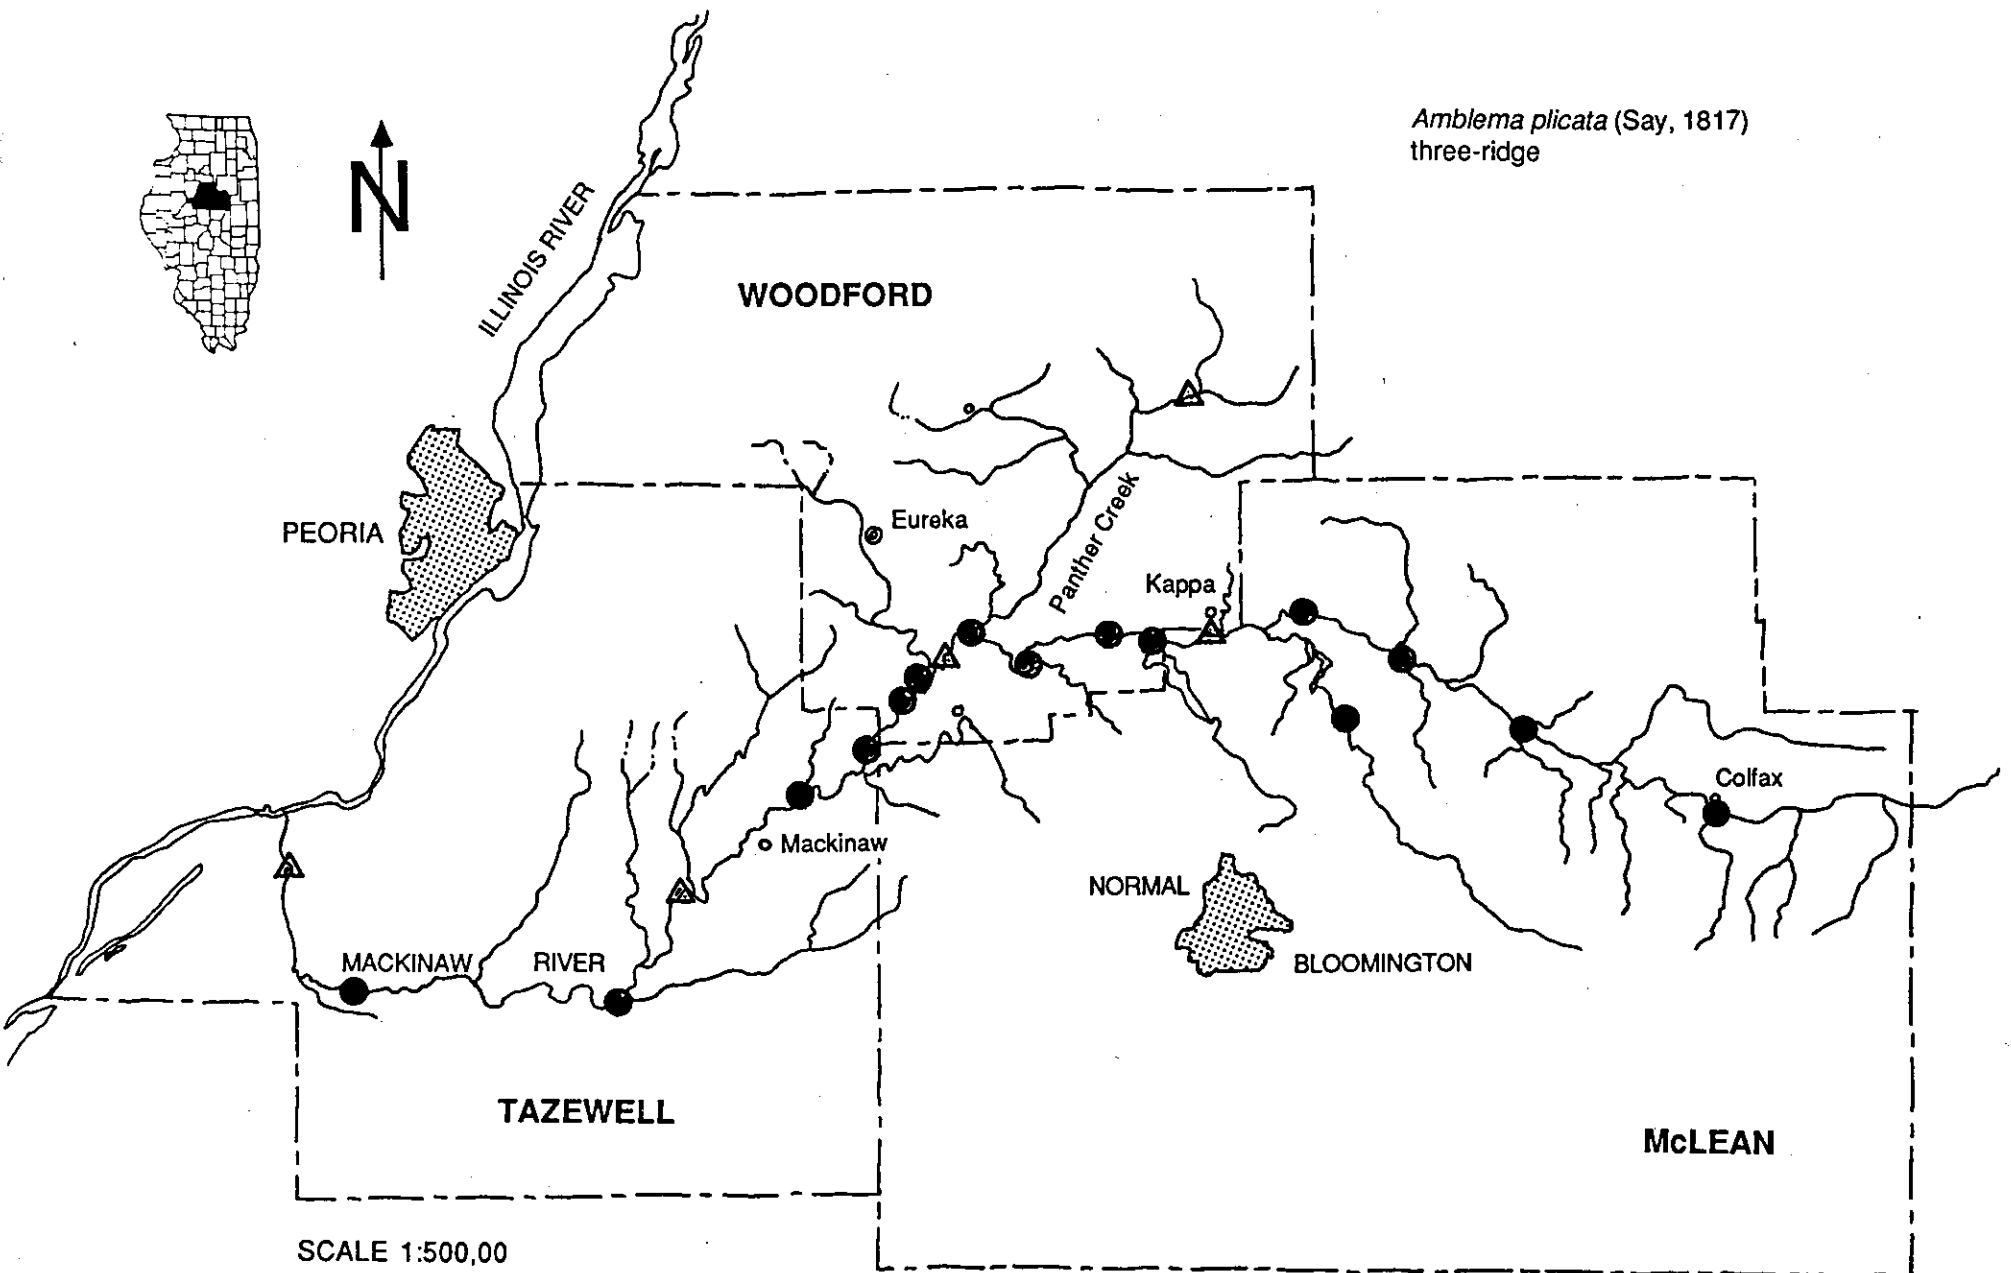 Amblema plicata (Say, 1817)
three-ridge
N
ILLINOIS RIVER
WOODFORD
PEORIA
Eureka
Panther Creek
Kappa
Colfax
Mackinaw
NORMAL
MACKINAW RIVER
BLOOMINGTON
TAZEWELL
McLEAN
SCALE 1:500,00